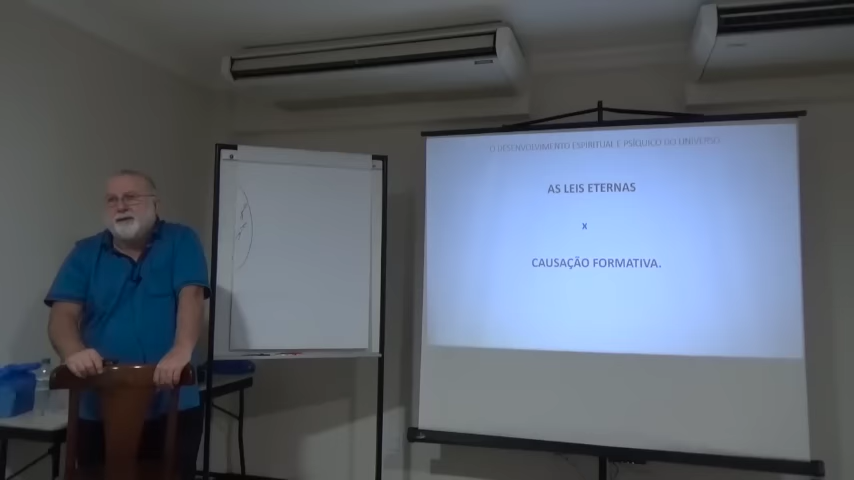 O DESENVOLVIMENTO ESPIRITUAL E PSÍQUICO DO UNIVERSO
AS LEIS ETERNAS
X
CAUSAÇÃO FORMATIVA.